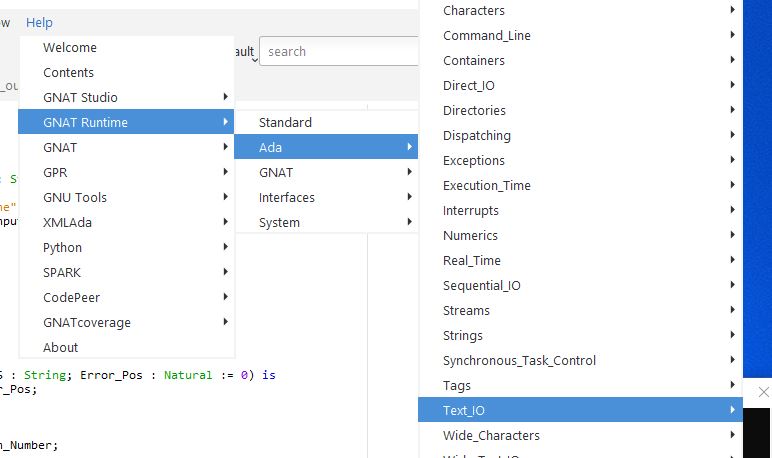 ow Help
Welcome
Contents
GNAT Studio
GNAT Runtime
GNAT
GPR
GNU Tools
XMLAda
Python
SPARK
CodePeer
GNATcoverage
About
ault search
_ou
Standard
Ada
GNAT
Interfaces
System
Characters
Command_Line
Containers
Direct_IO
Directories
Dispatching
Exceptions
Execution_Time
Interrupts
Numerics
Real_Time
Sequential_IO
Streams
Strings
Synchronous_Task_Control
Tags
Text_IO
Wide_Characters
: S
ne"
nput
S : String; Error_Pos : Natural := 0) is
r_Pos;
n_Number;